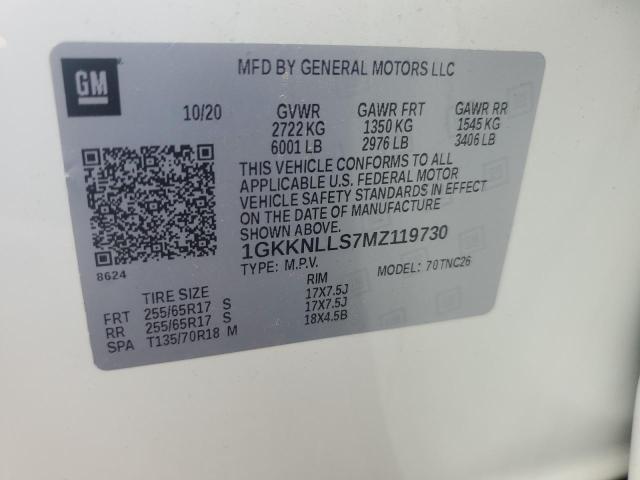 GM
MFD BY GENERAL MOTORS LLC
10/20 GVWR GAWR FRT GAWR RR
2722 KG 1350 KG 1545 KG
6001 LB 2976 LB 3406 LB
THIS VEHICLE CONFORMS TO ALL
APPLICABLE U.S. FEDERAL MOTOR
VEHICLE SAFETY STANDARDS IN EFFECT
ON THE DATE OF MANUFACTURE
SHOWN ABOVE.
1GKKNLLS7MZ119730
8624
TYPE: M.P.V. MODEL: 70TNC26
TIRE SIZE RIM
FRT 255/65R17 S 17X7.5J
RR 255/65R17 S 17X7.5J
SPA T135/70R18 M 18X4.5B